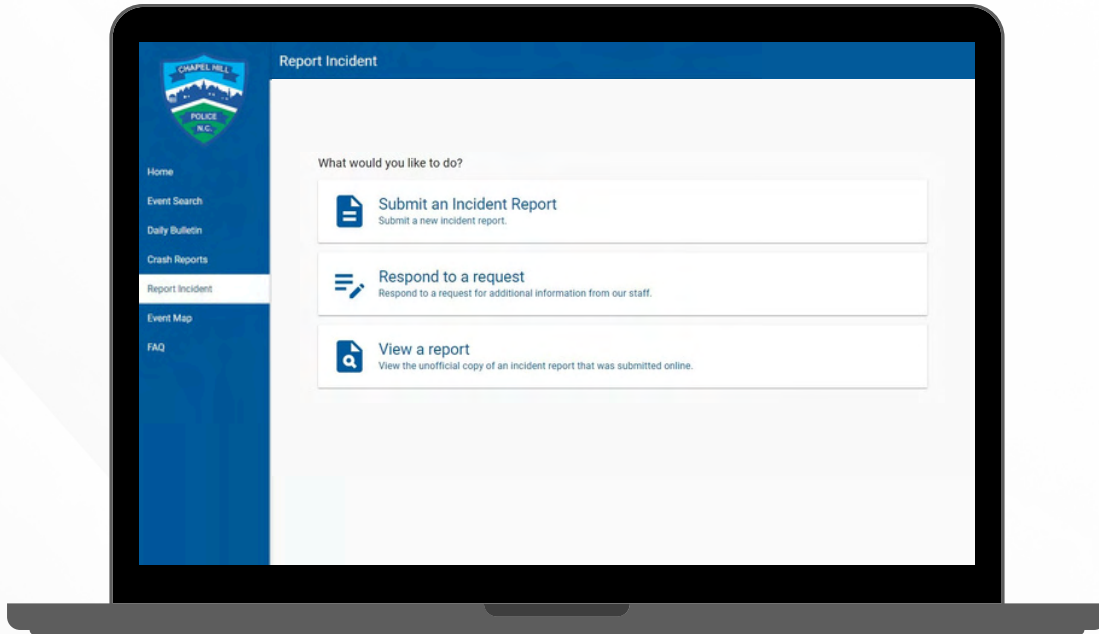 CHAPEL HILL
POLICE
N.C.
Home
Event Search
Daily Bulletin
Crash Reports
Report Incident
Event Map
FAQ
Report Incident
What would you like to do?
Submit an Incident Report
Submit a new incident report.
Respond to a request
Respond to a request for additional information from our staff.
View a report
View the unofficial copy of an incident report that was submitted online.